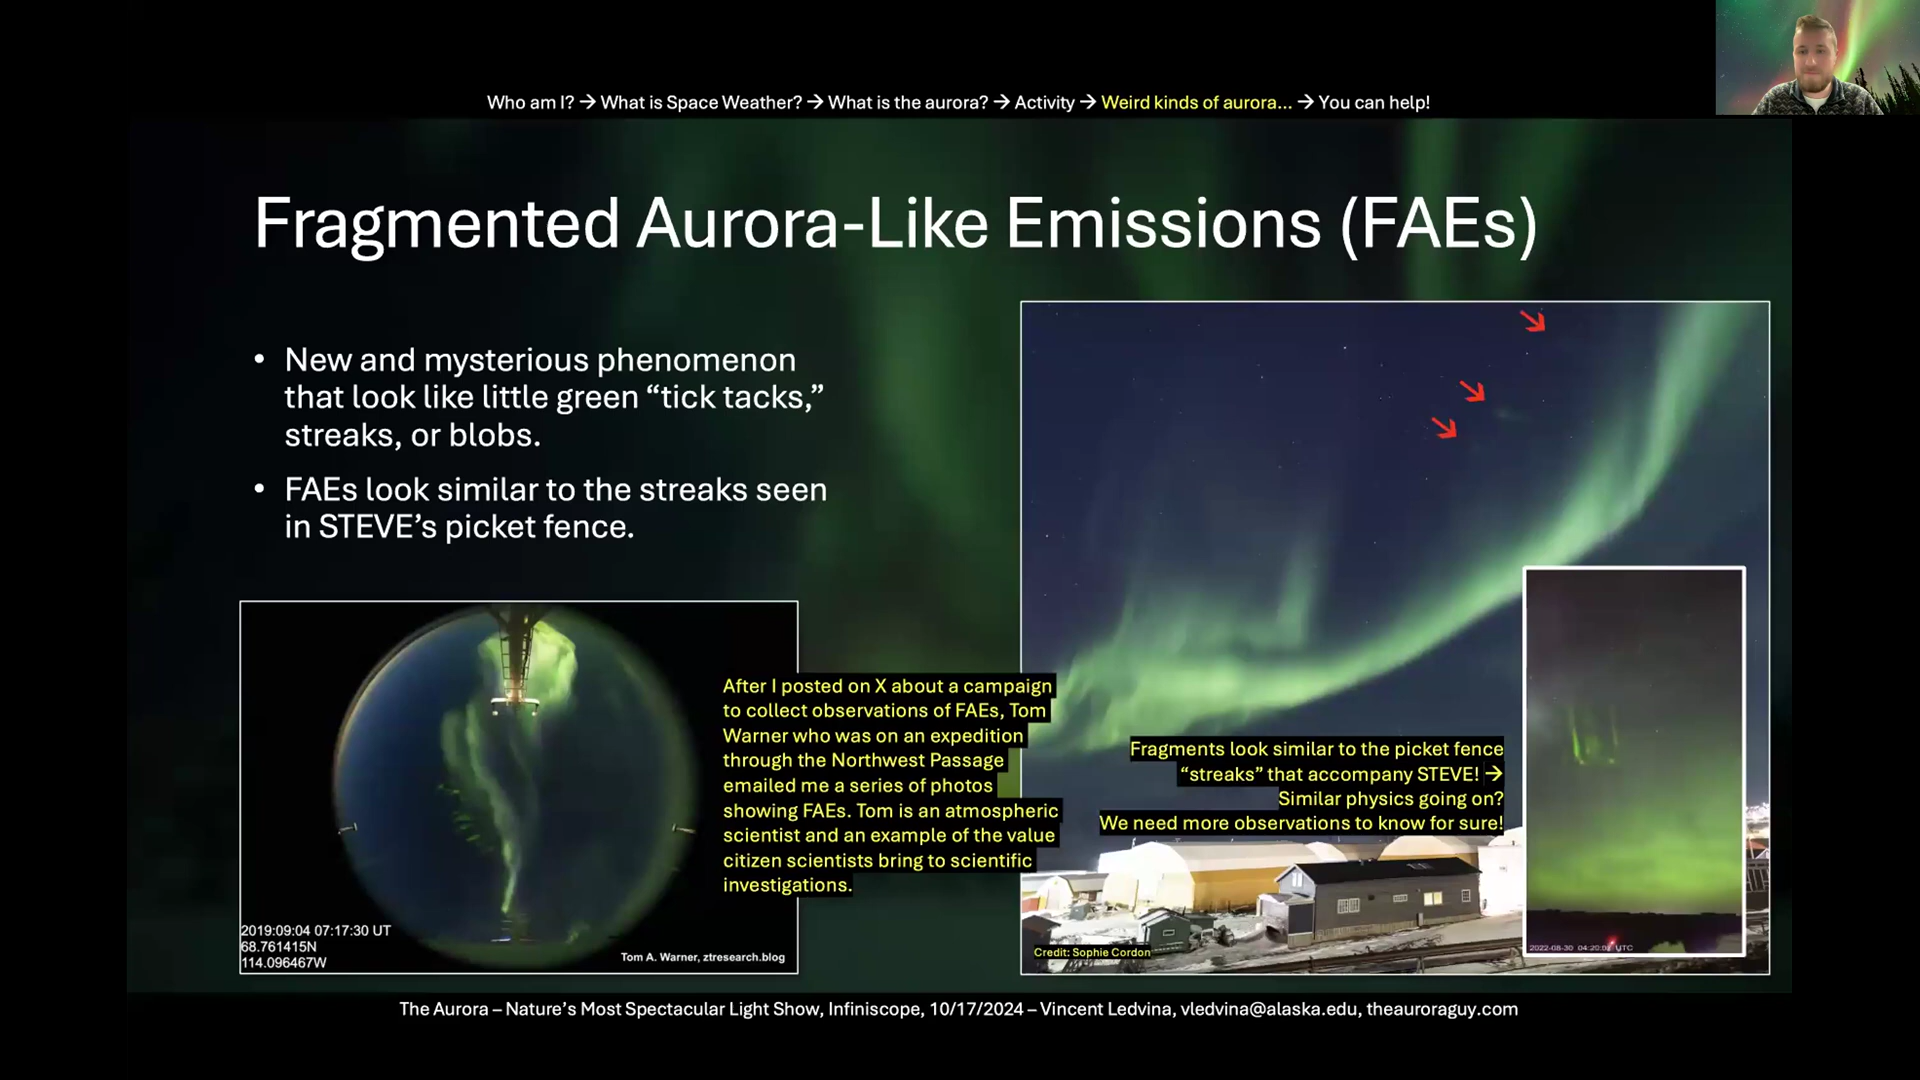 Who am I? → What is Space Weather? → What is the aurora? → Activity → Weird kinds of aurora... → You can help!
Fragmented Aurora-Like Emissions (FAEs)
• New and mysterious phenomenon
that look like little green “tick tacks,”
streaks, or blobs.
• FAEs look similar to the streaks seen
in STEVE’s picket fence.
After I posted on X about a campaign
to collect observations of FAEs, Tom
Warner who was on an expedition
through the Northwest Passage
emailed me a series of photos
showing FAEs. Tom is an atmospheric
scientist and an example of the value
citizen scientists bring to scientific
investigations.
2019:09:04 07:17:30 UT
68.761415N
114.096467W
Tom A. Warner, ztresearch.blog
Fragments look similar to the picket fence
“streaks” that accompany STEVE! →
Similar physics going on?
We need more observations to know for sure!
Credit: Sophie Cordon
2022-08-30 04:20: UTC
The Aurora – Nature’s Most Spectacular Light Show, Infiniscope, 10/17/2024 – Vincent Ledvina, vledvina@alaska.edu, theauroraguy.com